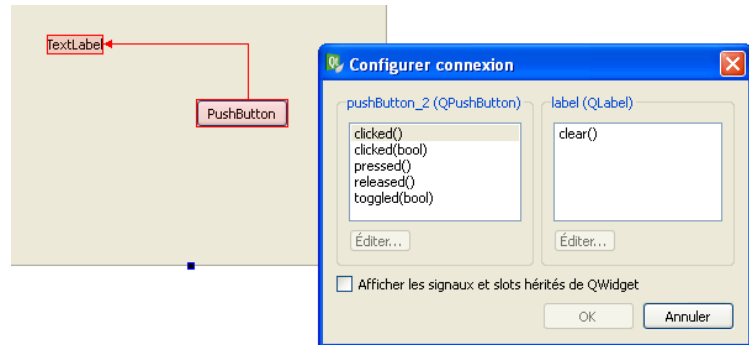 TextLabel
PushButton
Configurer connexion
pushButton_2 (QPushButton)
label (QLabel)
clicked()
clicked(bool)
pressed()
released()
toggled(bool)
clear()
Éditer...
Éditer...
Afficher les signaux et slots hérités de QWidget
OK
Annuler